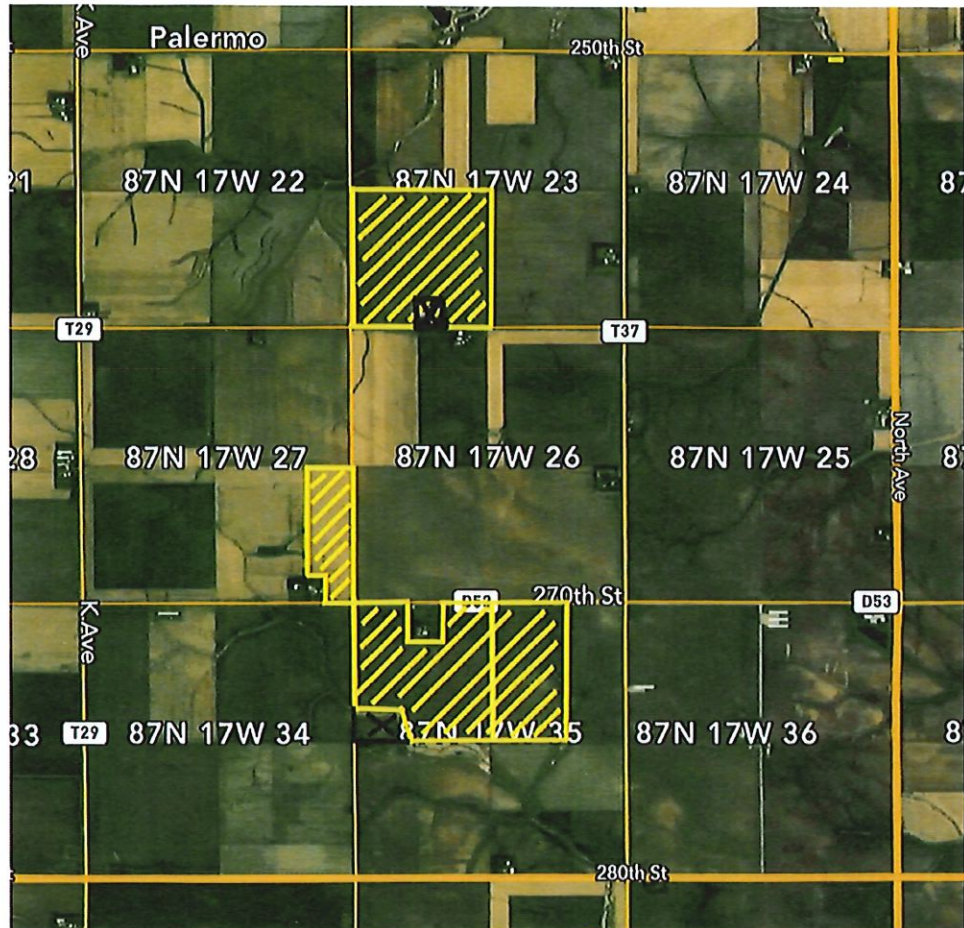 K Ave
Palermo
250th St
21
87N 17W 22
87N 17W 23
87N 17W 24
87
T29
T37
28
87N 17W 27
87N 17W 26
87N 17W 25
87
North Ave
K Ave
D53
270th St
D53
33
T29
87N 17W 34
87N 17W 35
87N 17W 36
8
280th St